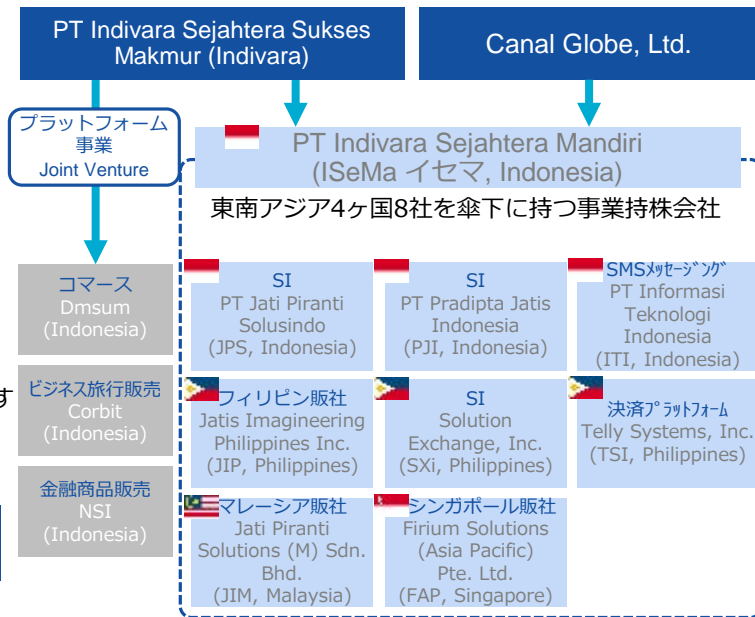 PT Indivara Sejahtera Sukses
Makmur (Indivara)
Canal Globe, Ltd.
プラットフォーム
事業
Joint Venture
PT Indivara Sejahtera Mandiri
(ISeMa イセマ, Indonesia)
東南アジア4ヶ国8社を傘下に持つ事業持株会社
コマース
Dmsum
(Indonesia)
SI
PT Jati Piranti
Solusindo
(JPS, Indonesia)
SI
PT Pradipta Jatis
Indonesia
(PJI, Indonesia)
SMSﾒｯｾｰｼﾞﾝｸﾞ
PT Informasi
Teknologi
Indonesia
(ITI, Indonesia)
す
ビジネス旅行販売
Corbit
(Indonesia)
フィリピン販社
Jatis Imagineering
Philippines Inc.
(JIP, Philippines)
SI
Solution
Exchange, Inc.
(SXi, Philippines)
決済ﾌﾟﾗｯﾄﾌｫｰﾑ
Telly Systems, Inc.
(TSI, Philippines)
金融商品販売
NSI
(Indonesia)
マレーシア販社
Jati Piranti
Solutions (M) Sdn.
Bhd.
(JIM, Malaysia)
シンガポール販社
Firium Solutions
(Asia Pacific)
Pte. Ltd.
(FAP, Singapore)